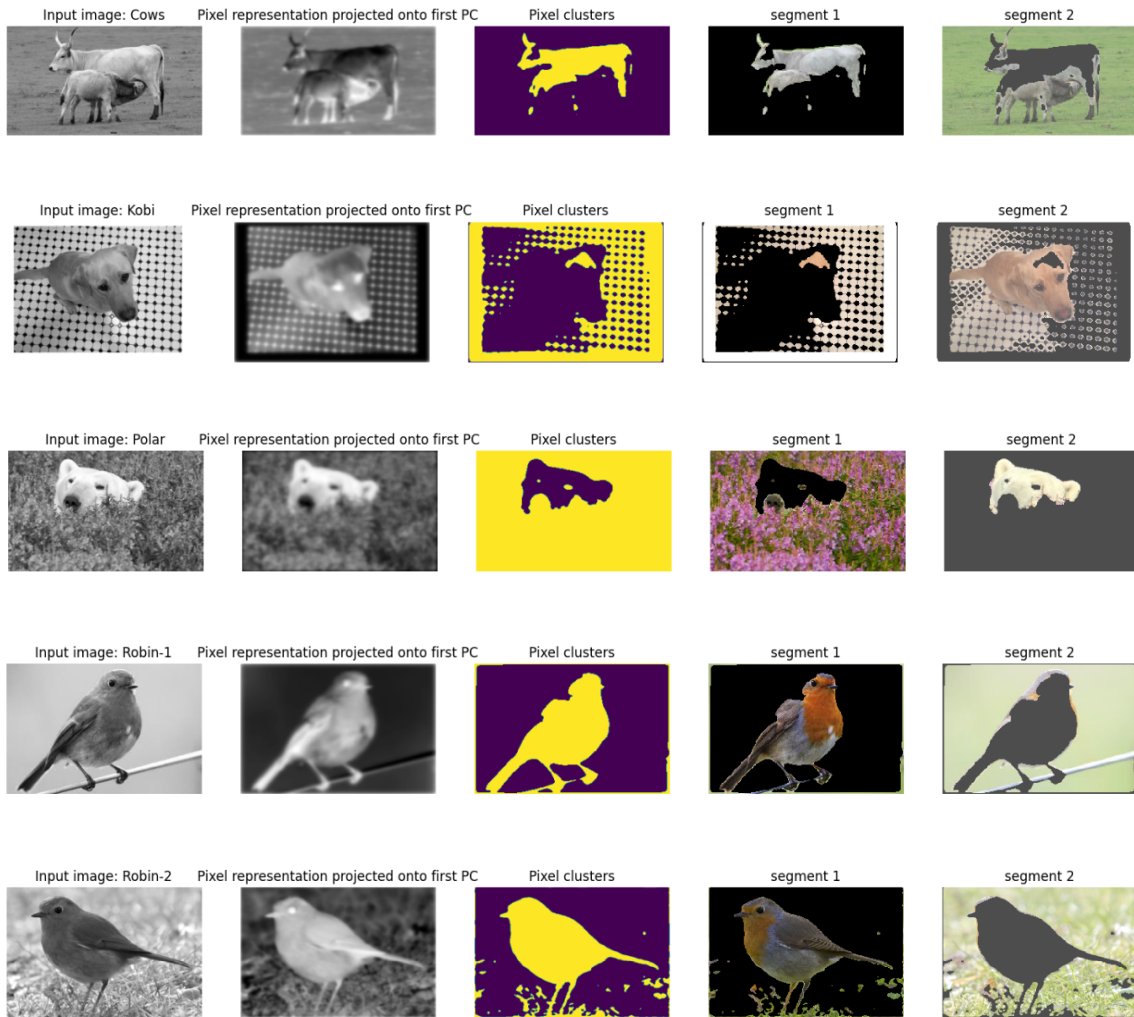 Input image: Cows Pixel representation projected onto first PC Pixel clusters segment 1 segment 2
Input image: Kobi Pixel representation projected onto first PC Pixel clusters segment 1 segment 2
Input image: Polar Pixel representation projected onto first PC Pixel clusters segment 1 segment 2
Input image: Robin-1 Pixel representation projected onto first PC Pixel clusters segment 1 segment 2
Input image: Robin-2 Pixel representation projected onto first PC Pixel clusters segment 1 segment 2